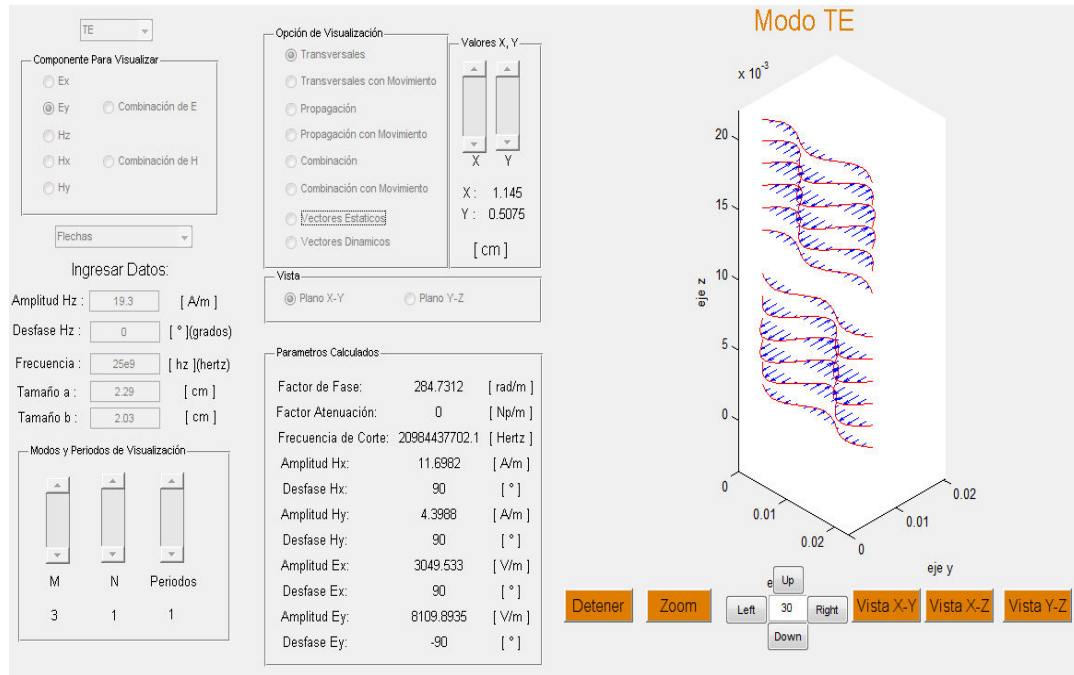 TE
Componente Para Visualizar
Ex
Ey
Combinación de E
Hz
Hx
Combinación de H
Hy
Flechas
Ingresar Datos:
Amplitud Hz : 19.3 [ A/m ]
Desfase Hz : 0 [ ° ](grados)
Frecuencia : 25e9 [ hz ](hertz)
Tamaño a : 2.29 [ cm ]
Tamaño b : 2.03 [ cm ]
Modos y Periodos de Visualización
M N Periodos
3 1 1
Opción de Visualización
Transversales
Transversales con Movimiento
Propagación
Propagación con Movimiento
Combinación
Combinación con Movimiento
Vectores Estaticos
Vectores Dinamicos
Valores X, Y
X Y
X : 1.145
Y : 0.5075
[ cm ]
Vista
Plano X-Y Plano Y-Z
Parametros Calculados
Factor de Fase: 284.7312 [ rad/m ]
Factor Atenuación: 0 [ Np/m ]
Frecuencia de Corte: 20984437702.1 [ Hertz ]
Amplitud Hx: 11.6982 [ A/m ]
Desfase Hx: 90 [ ° ]
Amplitud Hy: 4.3988 [ A/m ]
Desfase Hy: 90 [ ° ]
Amplitud Ex: 3049.533 [ V/m ]
Desfase Ex: 90 [ ° ]
Amplitud Ey: 8109.8935 [ V/m ]
Desfase Ey: -90 [ ° ]
Modo TE
x 10-3
20
15
10
5
0
eje z
0
0.01
0.02
0
0.01
0.02
eje y
e
Detener
Zoom
Up
Left
30
Right
Down
Vista X-Y
Vista X-Z
Vista Y-Z